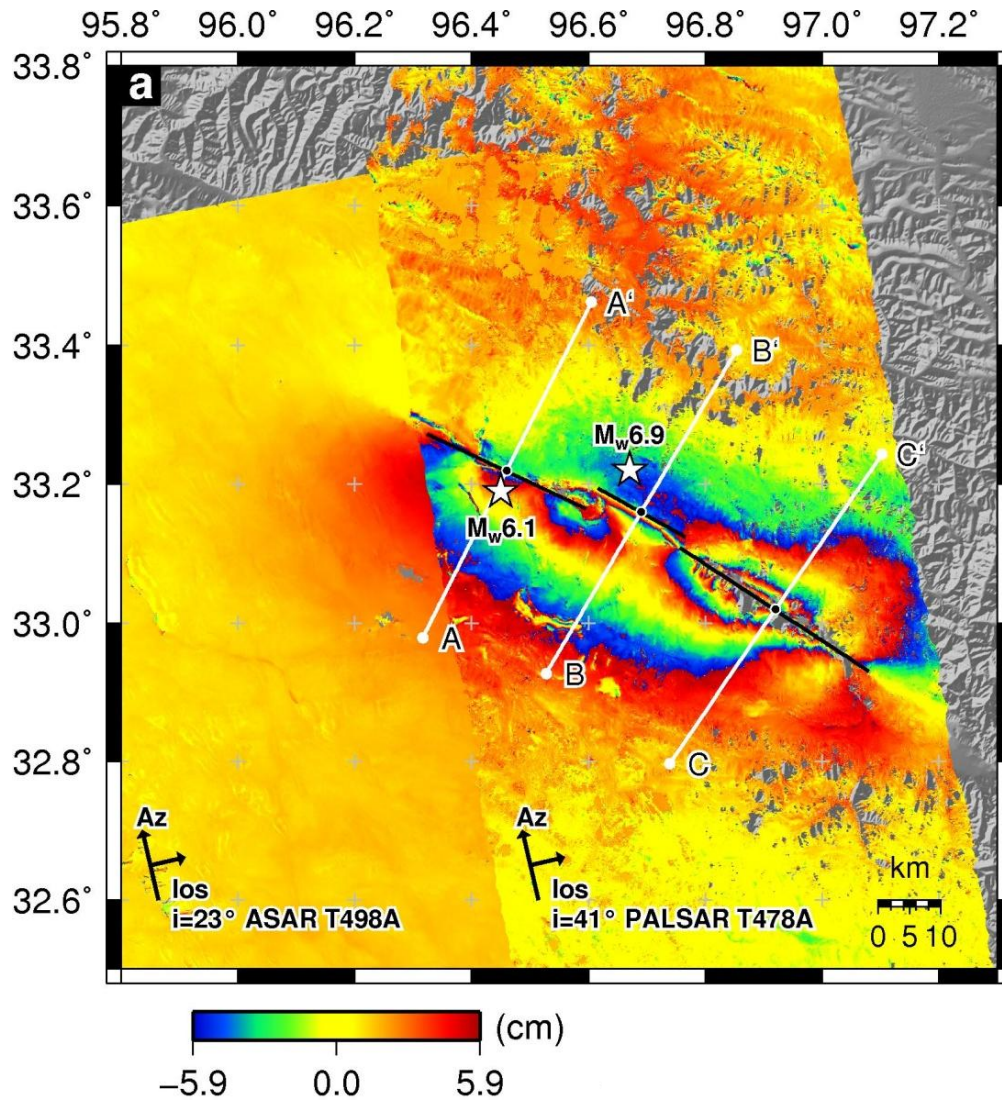 95.8° 96.0° 96.2° 96.4° 96.6° 96.8° 97.0° 97.2°
a
33.8°
33.6°
33.4°
33.2°
33.0°
32.8°
32.6°
A‘
B‘
C‘
Mw6.9
Mw6.1
A
B
C
Az
los
i=23° ASAR T498A
Az
los
i=41° PALSAR T478A
km
0 5 10
−5.9 0.0 5.9
(cm)